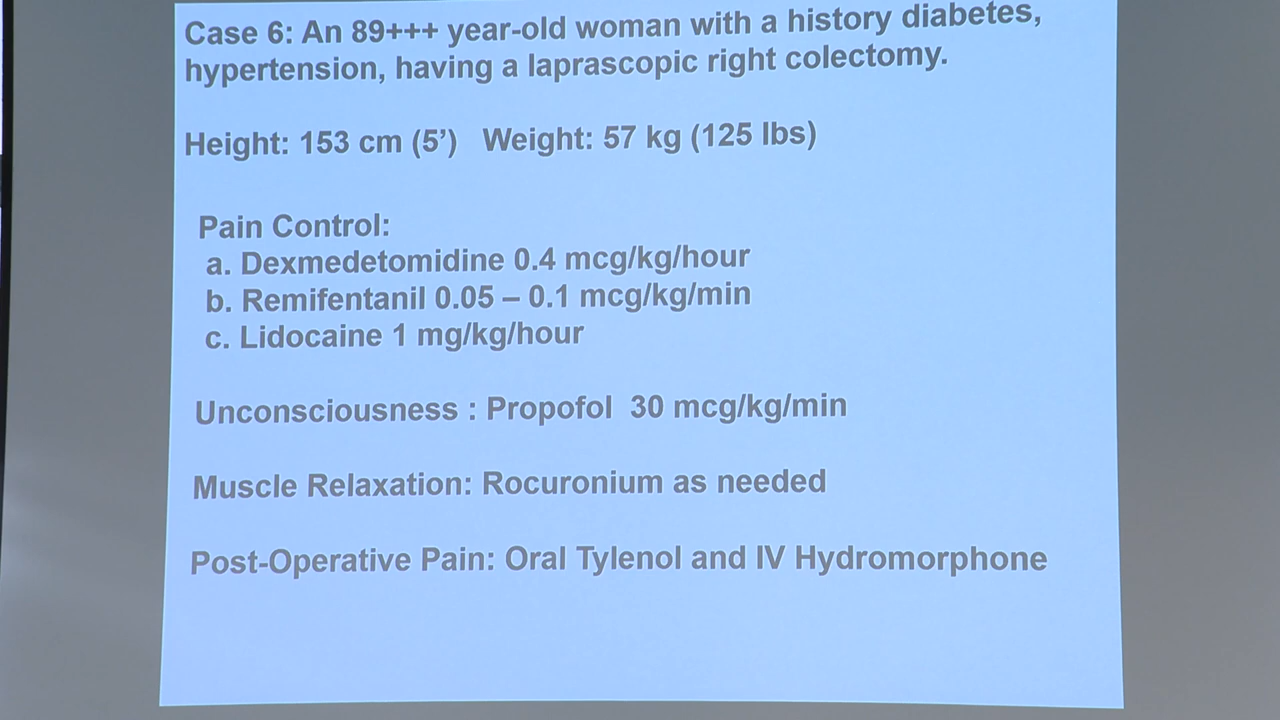 Case 6: An 89+++ year-old woman with a history diabetes,
hypertension, having a laprascopic right colectomy.
Height: 153 cm (5’) Weight: 57 kg (125 lbs)
Pain Control:
a. Dexmedetomidine 0.4 mcg/kg/hour
b. Remifentanil 0.05 – 0.1 mcg/kg/min
c. Lidocaine 1 mg/kg/hour
Unconsciousness : Propofol 30 mcg/kg/min
Muscle Relaxation: Rocuronium as needed
Post-Operative Pain: Oral Tylenol and IV Hydromorphone